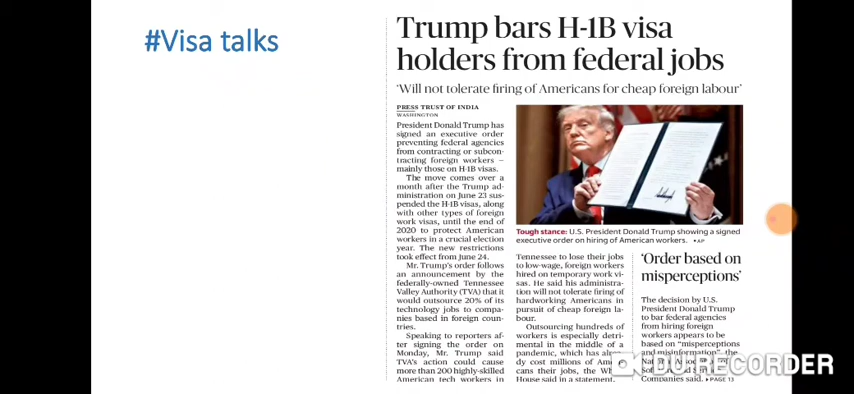 #Visa talks
Trump bars H-1B visa
holders from federal jobs
‘Will not tolerate firing of Americans for cheap foreign labour’
PRESS TRUST OF INDIA
WASHINGTON
President Donald Trump has
signed an executive order
preventing federal agencies
from contracting or subcon-
tracting foreign workers –
mainly those on H-1B visas.
The move comes over a
month after the Trump ad-
ministration on June 23 sus-
pended the H-1B visas, along
with other types of foreign
work visas, until the end of
2020 to protect American
workers in a crucial election
year. The new restrictions
took effect from June 24.
Mr. Trump's order follows
an announcement by the
federally-owned Tennessee
Valley Authority (TVA) that it
would outsource 20% of its
technology jobs to compa-
nies based in foreign coun-
tries.
Speaking to reporters af-
ter signing the order on
Monday, Mr. Trump said
TVA's action could cause
more than 200 highly-skilled
American tech workers in
Tough stance: U.S. President Donald Trump showing a signed
executive order on hiring of American workers. •AP
Tennessee to lose their jobs
to low-wage, foreign workers
hired on temporary work vi-
sas. He said his administra-
tion will not tolerate firing of
hardworking Americans in
pursuit of cheap foreign la-
bour.
Outsourcing hundreds of
workers is especially detri-
mental in the middle of a
pandemic, which has
dy cost millions of
cans their jobs, the
House said in a statement.
‘Order based on
misperceptions’
The decision by U.S.
President Donald Trump
to bar federal agencies
from hiring foreign
workers appears to be
based on “misperceptions
and misinformation”, the
Companies said. ▸PAGE 13
DU RECORDER